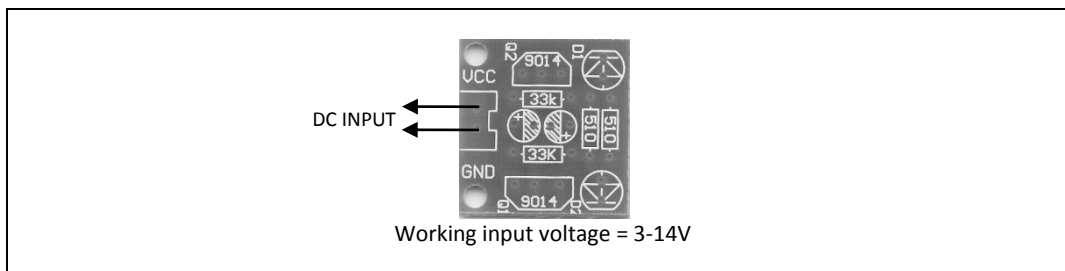 Q2
9014
D1
VCC
33k
DC INPUT
+
+
510
510
33K
GND
9014
Q1
D2
Working input voltage = 3-14V